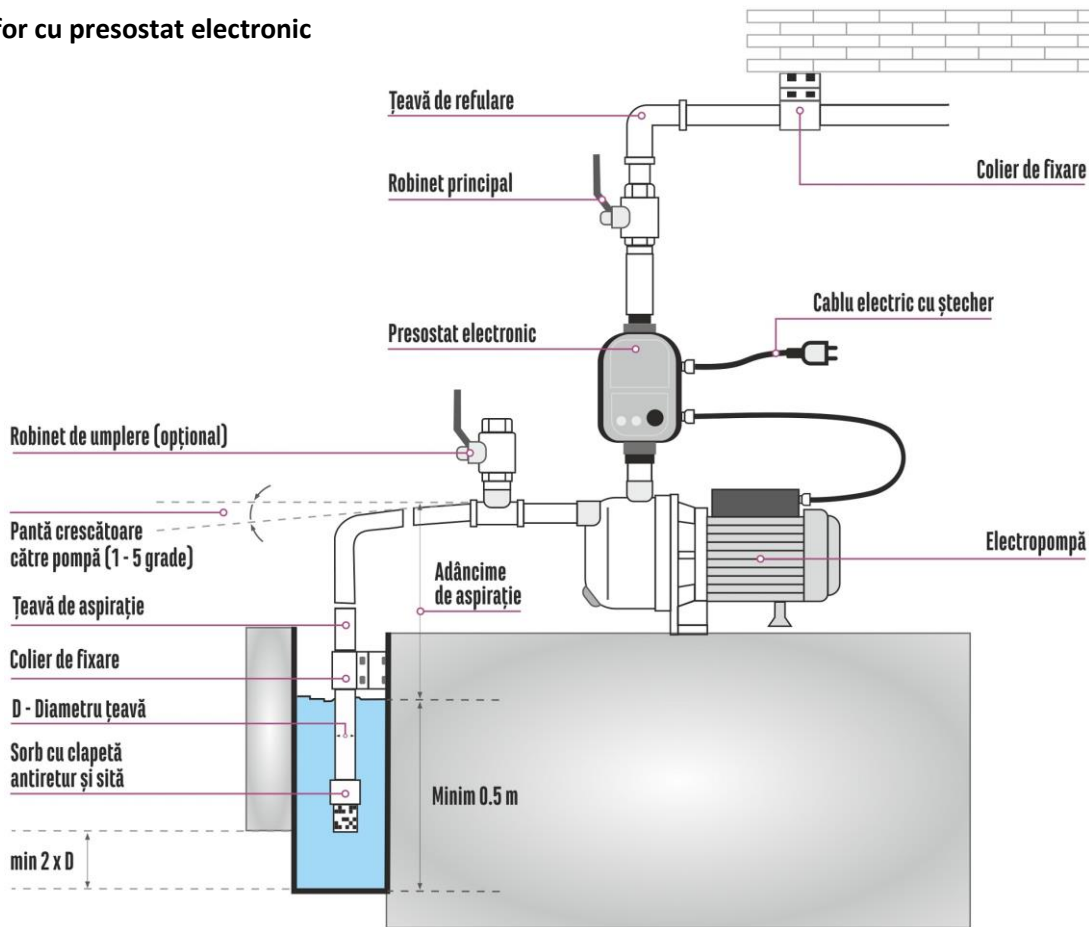 for cu presostat electronic
Țeavă de refulare
Robinet principal
Colier de fixare
Cablu electric cu ștecher
Presostat electronic
Robinet de umplere (opțional)
Pantă crescătoare
către pompă (1 - 5 grade)
Electropompă
Adâncime
de aspirație
Țeavă de aspirație
Colier de fixare
D - Diametru țeavă
Sorb cu clapetă
antiretur și sită
Minim 0.5 m
min 2 x D